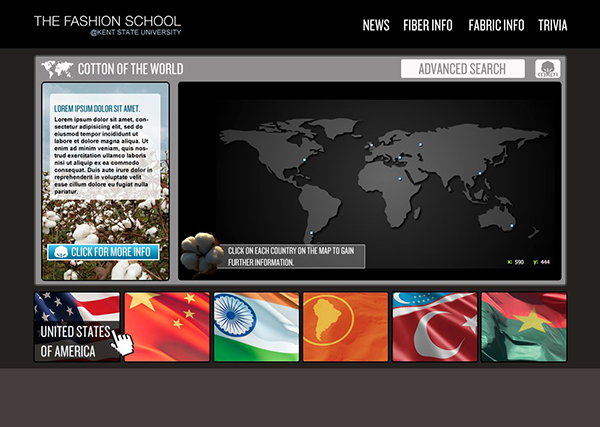 THE FASHION SCHOOL
@KENT STATE UNIVERSITY
NEWS FIBER INFO FABRIC INFO TRIVIA
COTTON OF THE WORLD
ADVANCED SEARCH
LOREM IPSUM DOLOR SIT AMET.
Lorem ipsum dolor sit amet, con-
sectetur adipisicing elit, sed do
eiusmod tempor incididunt ut
labore et dolore magna aliqua. Ut
enim ad minim veniam, quis nos-
trud exercitation ullamco laboris
nisi ut aliquip ex ea commodo
consequat. Duis aute irure dolor in
reprehenderit in voluptate velit
esse cillum dolore eu fugiat nulla
pariatur.
CLICK FOR MORE INFO
CLICK ON EACH COUNTRY ON THE MAP TO GAIN
FURTHER INFORMATION.
x: 590 y: 444
UNITED STATES
OF AMERICA